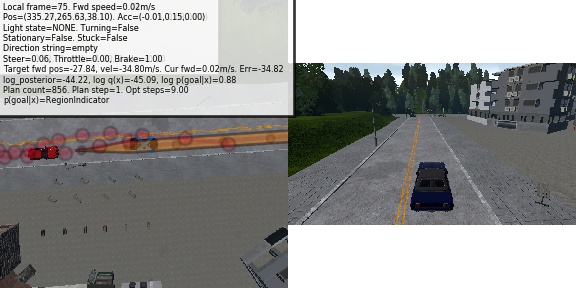 Local frame=75. Fwd speed=0.02m/s
Pos=(335.27,265.63,38.10). Acc=(-0.01,0.15,0.00)
Light state=NONE. Turning=False
Stationary=False. Stuck=False
Direction string=empty
Steer=0.06, Throttle=0.00, Brake=1.00
Target fwd pos=-27.84, vel=-34.80m/s. Cur fwd=0.02m/s. Err=-34.82
log_posterior=-44.22, log q(x)=-45.09, log p(goal|x)=0.88
Plan count=856. Plan step=1. Opt steps=9.00
p(goal|x)=RegionIndicator